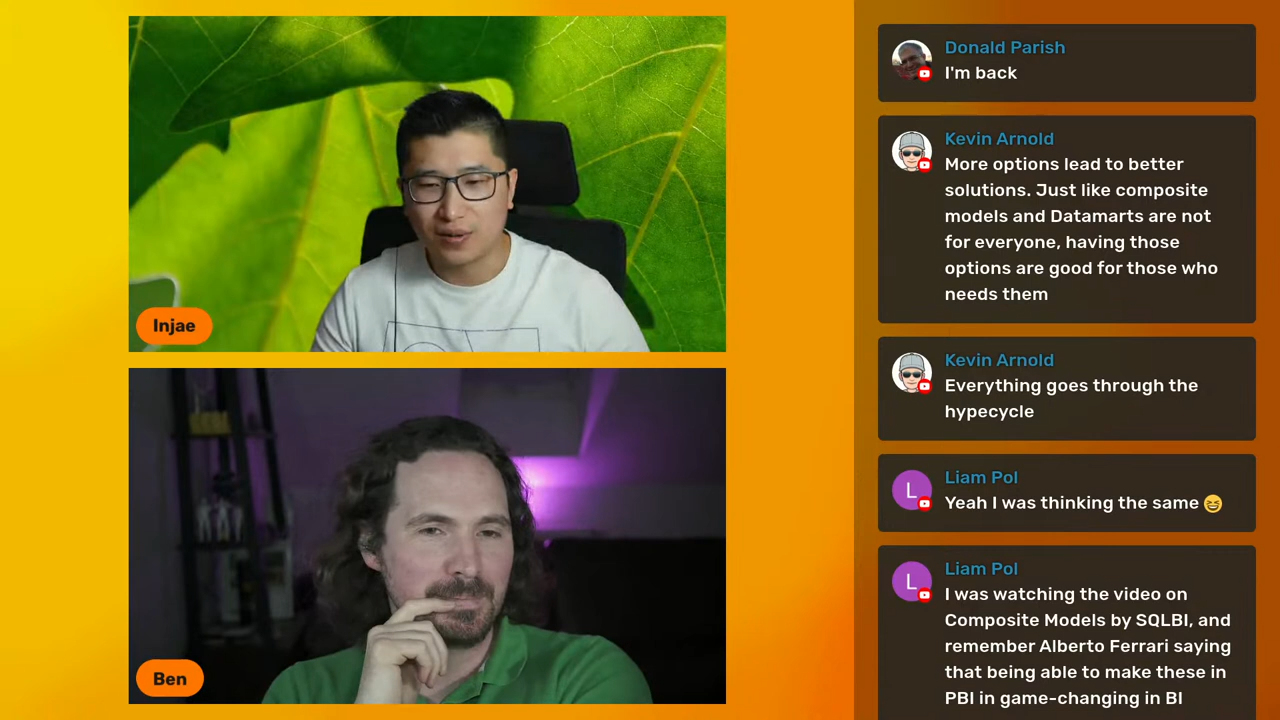 Injae
Ben
Donald Parish
I'm back
Kevin Arnold
More options lead to better
solutions. Just like composite
models and Datamarts are not
for everyone, having those
options are good for those who
needs them
Kevin Arnold
Everything goes through the
hypecycle
L
Liam Pol
Yeah I was thinking the same 😆
L
Liam Pol
I was watching the video on
Composite Models by SQLBI, and
remember Alberto Ferrari saying
that being able to make these in
PBI in game-changing in BI